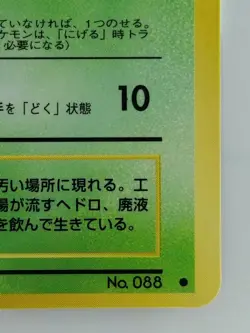 ていなければ、1つのせる。
ケモンは、「にげる」時トラ
必要になる)
手を「どく」状態
10
汚い場所に現れる。工
場が流すヘドロ、廃液
を飲んで生きている。
No. 088 ●